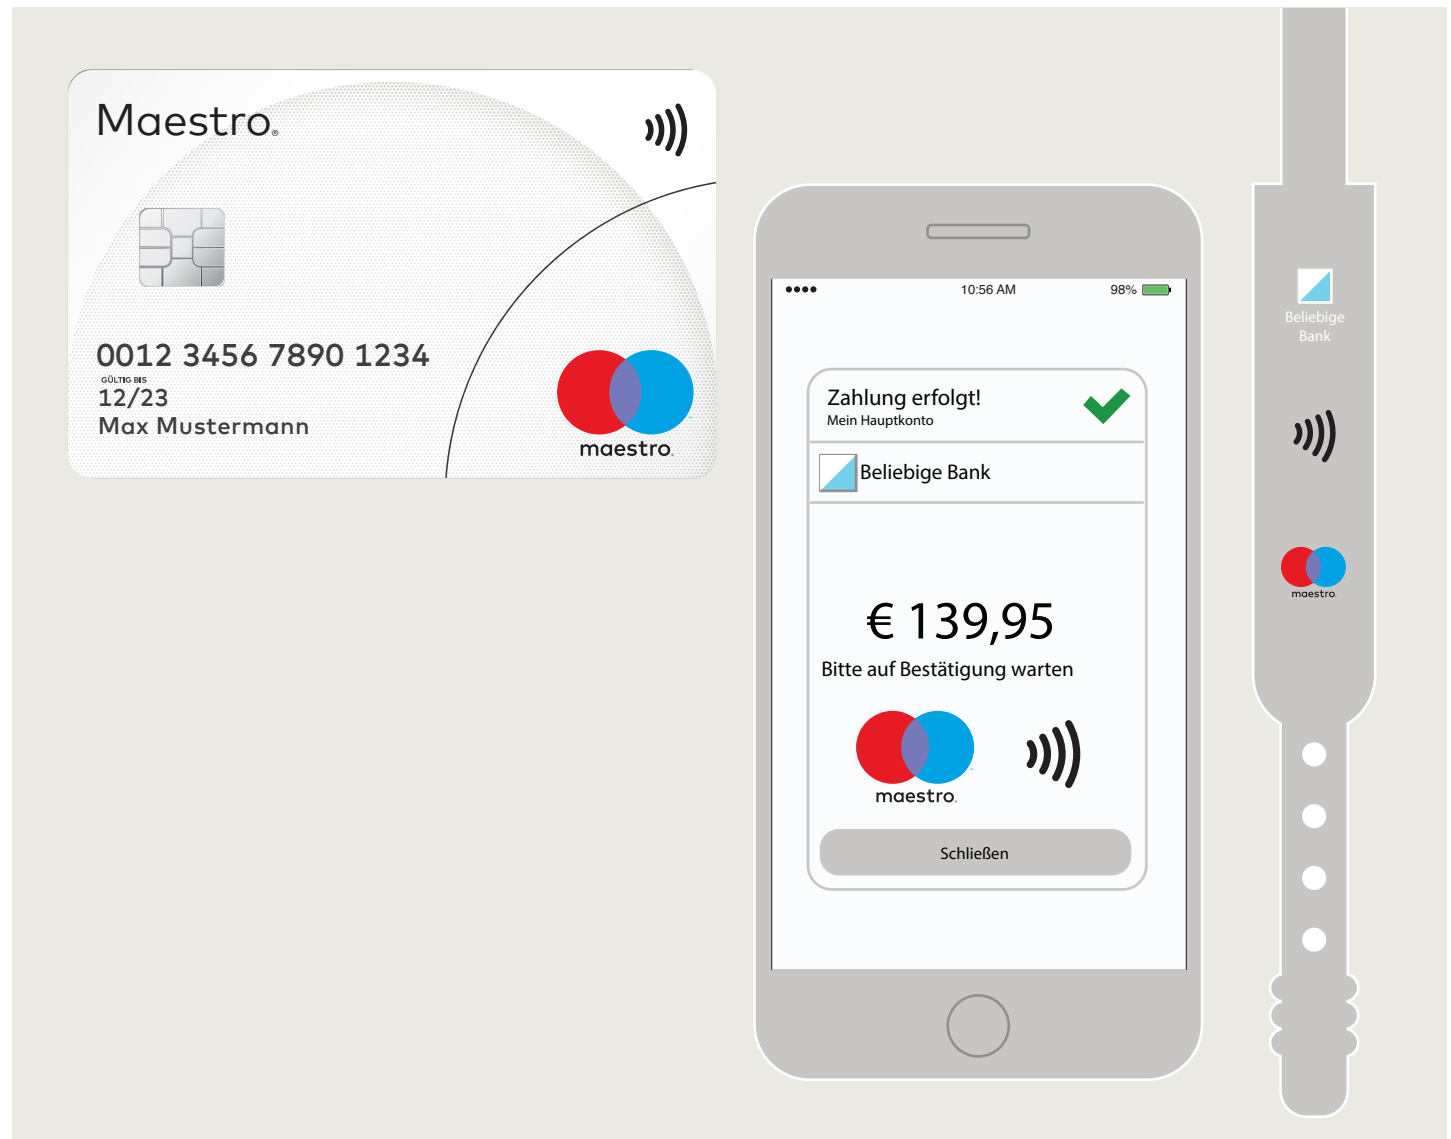 Maestro®
0012 3456 7890 1234
GÜLTIG BIS
12/23
Max Mustermann
maestro.
10:56 AM
98%
Zahlung erfolgt!
Mein Hauptkonto
Beliebige Bank
€ 139,95
Bitte auf Bestätigung warten
maestro.
Schließen
Beliebige
Bank
maestro.